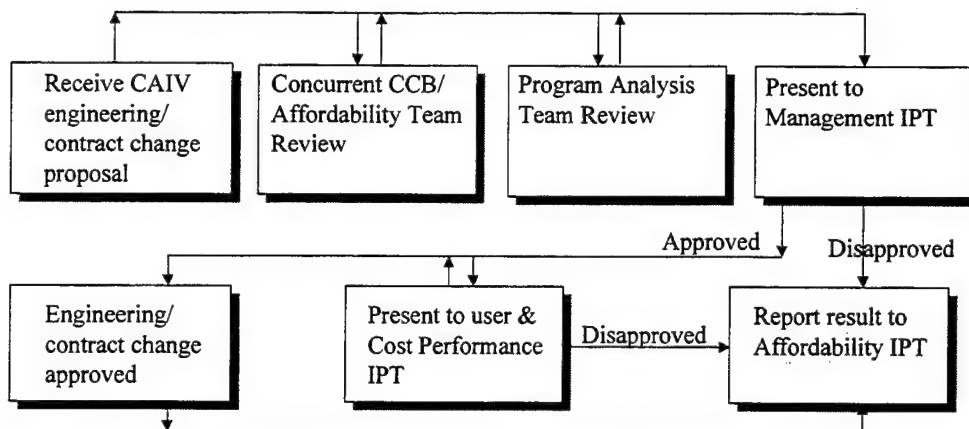 Receive CAIV
engineering/
contract change
proposal
Concurrent CCB/
Affordability Team
Review
Program Analysis
Team Review
Present to
Management IPT
Approved
Disapproved
Engineering/
contract change
approved
Present to user &
Cost Performance
IPT
Disapproved
Report result to
Affordability IPT